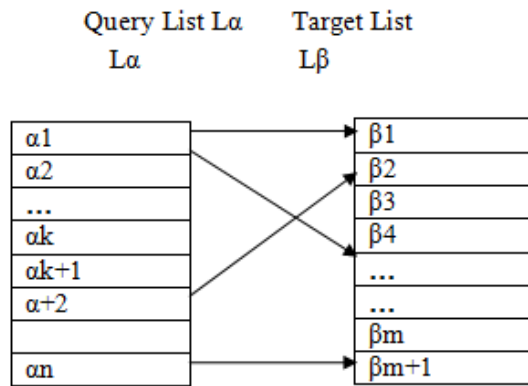 Query List Lα Target List
Lα Lβ
α1
α2
...
αk
αk+1
α+2
αn
β1
β2
β3
β4
...
...
βm
βm+1